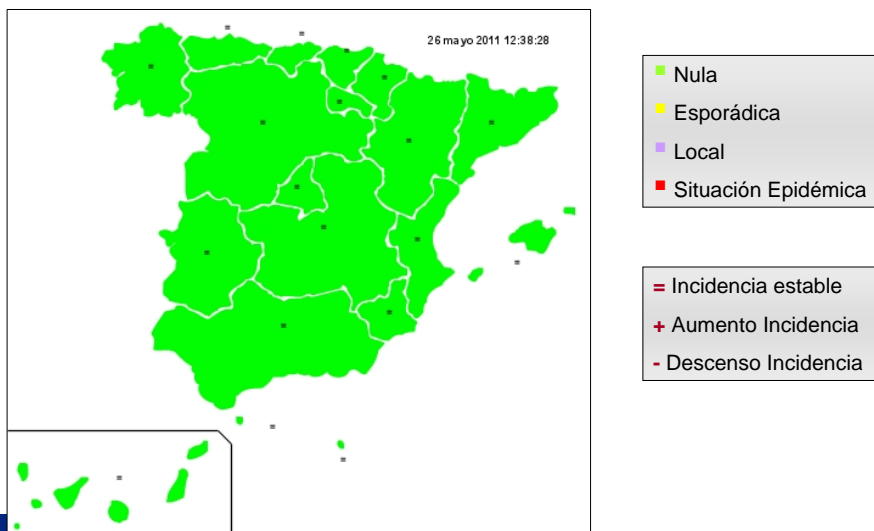 26 mayo 2011 12:38:28
Nula
Esporádica
Local
Situación Epidémica
= Incidencia estable
+ Aumento Incidencia
- Descenso Incidencia